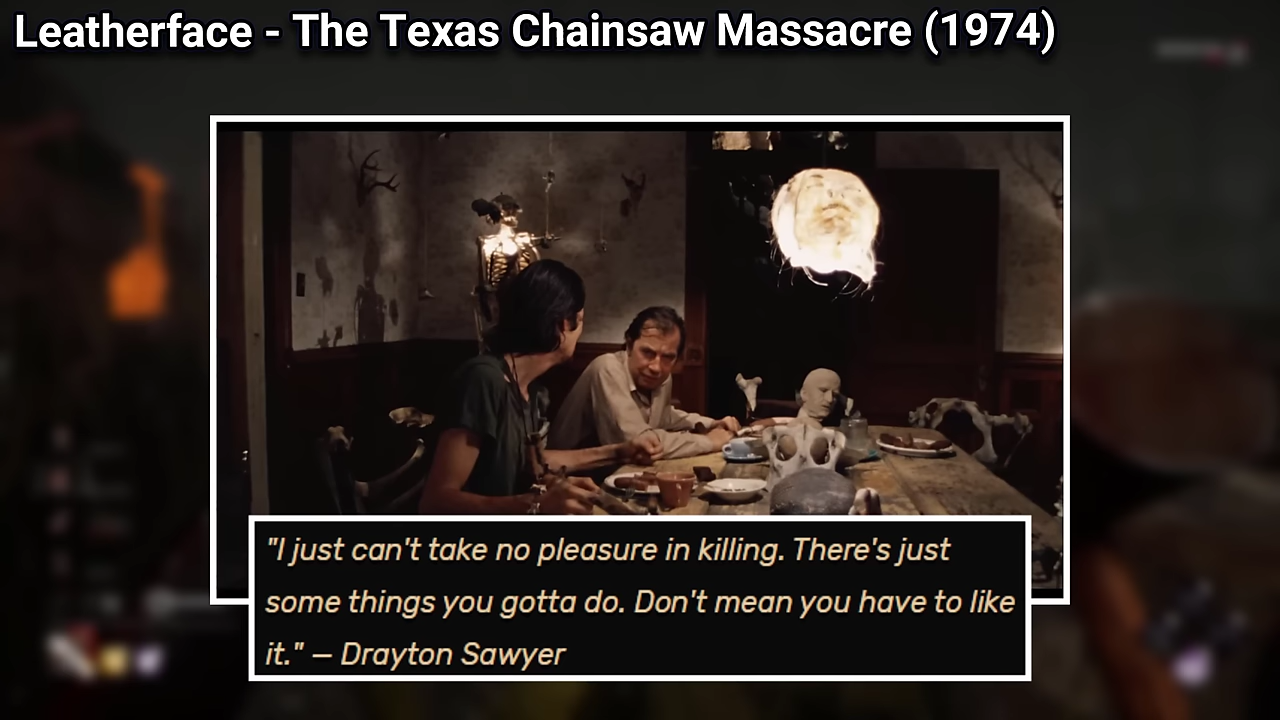 Leatherface - The Texas Chainsaw Massacre (1974)
"I just can't take no pleasure in killing. There's just
some things you gotta do. Don't mean you have to like
it." — Drayton Sawyer